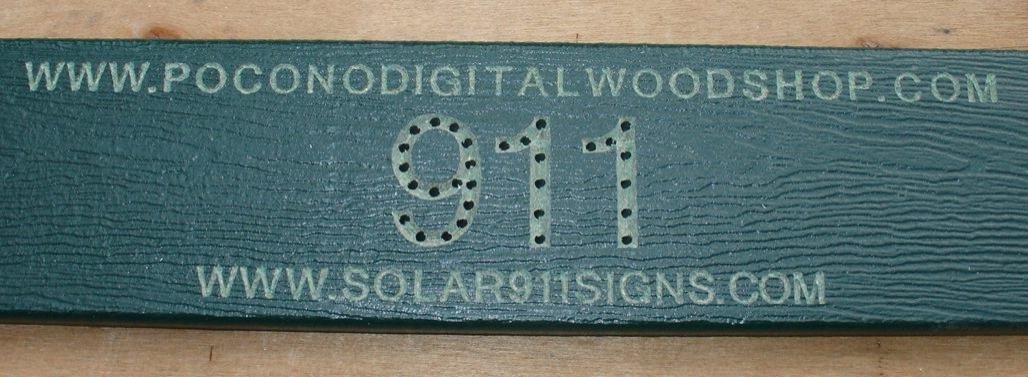 WWW.POCONODIGITALWOODSHOP.COM
911
WWW.SOLAR911SIGNS.COM